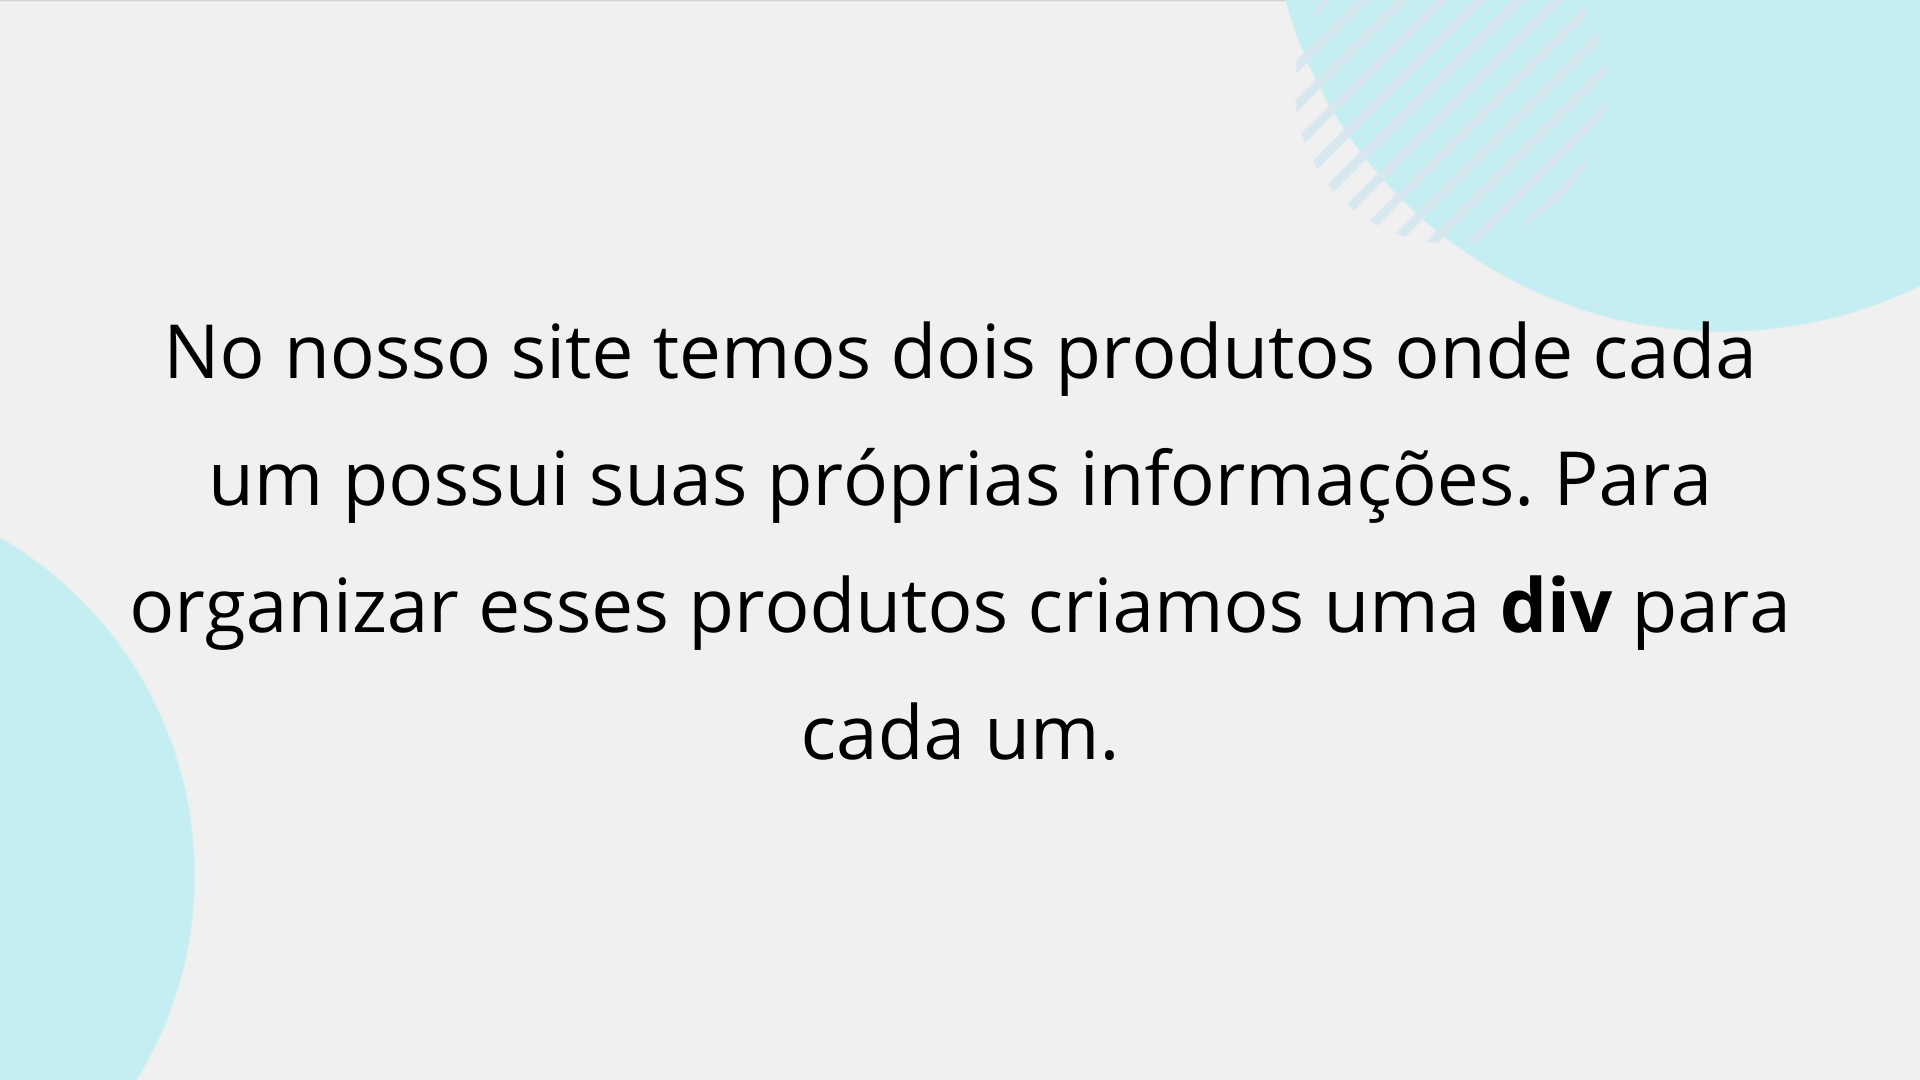 No nosso site temos dois produtos onde cada
um possui suas próprias informações. Para
organizar esses produtos criamos uma div para
cada um.